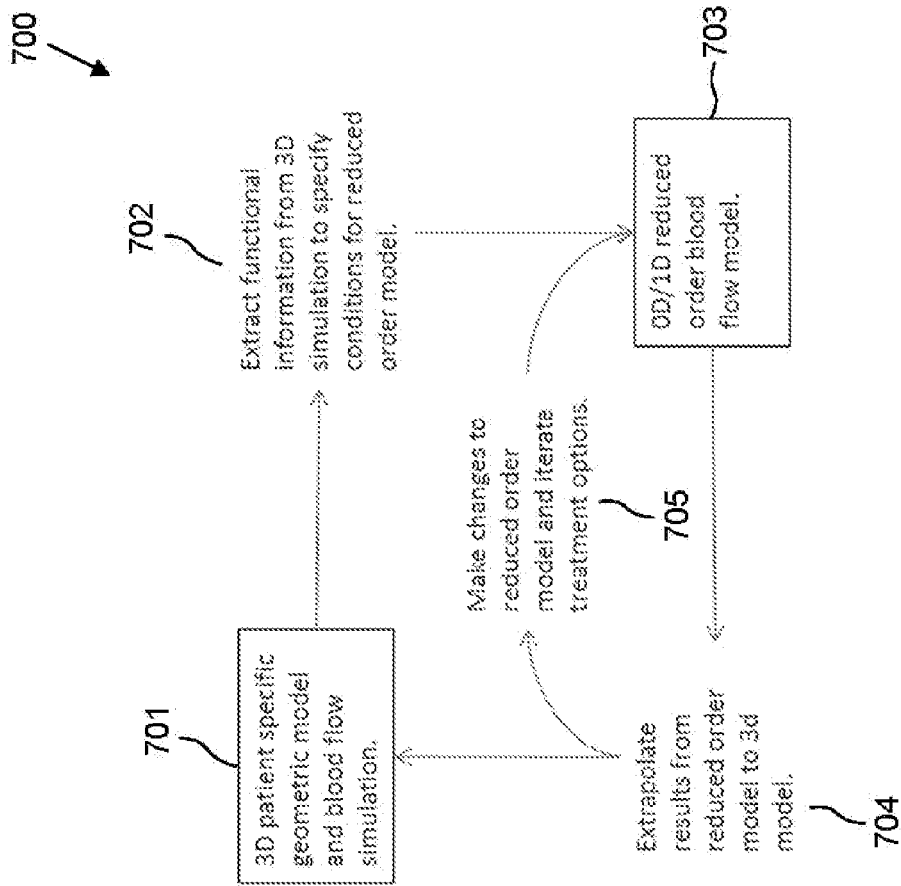 700
701
3D patient specific
geometric model
and blood flow
simulation.
702
Extract functional
information from 3D
simulation to specify
conditions for reduced
order model.
Make changes to
reduced order
model and iterate
treatment options.
705
Extrapolate
results from
reduced order
model to 3d
model.
704
0D/1D reduced
order blood
flow model.
703